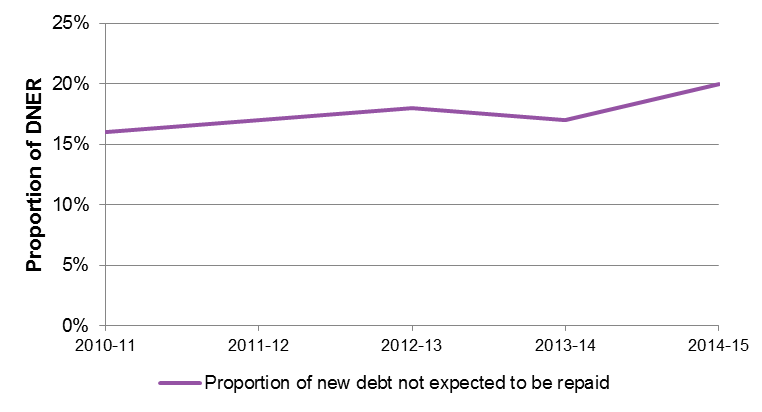 25%
20%
15%
10%
5%
0%
Proportion of DNER
2010-11 2011-12 2012-13 2013-14 2014-15
Proportion of new debt not expected to be repaid